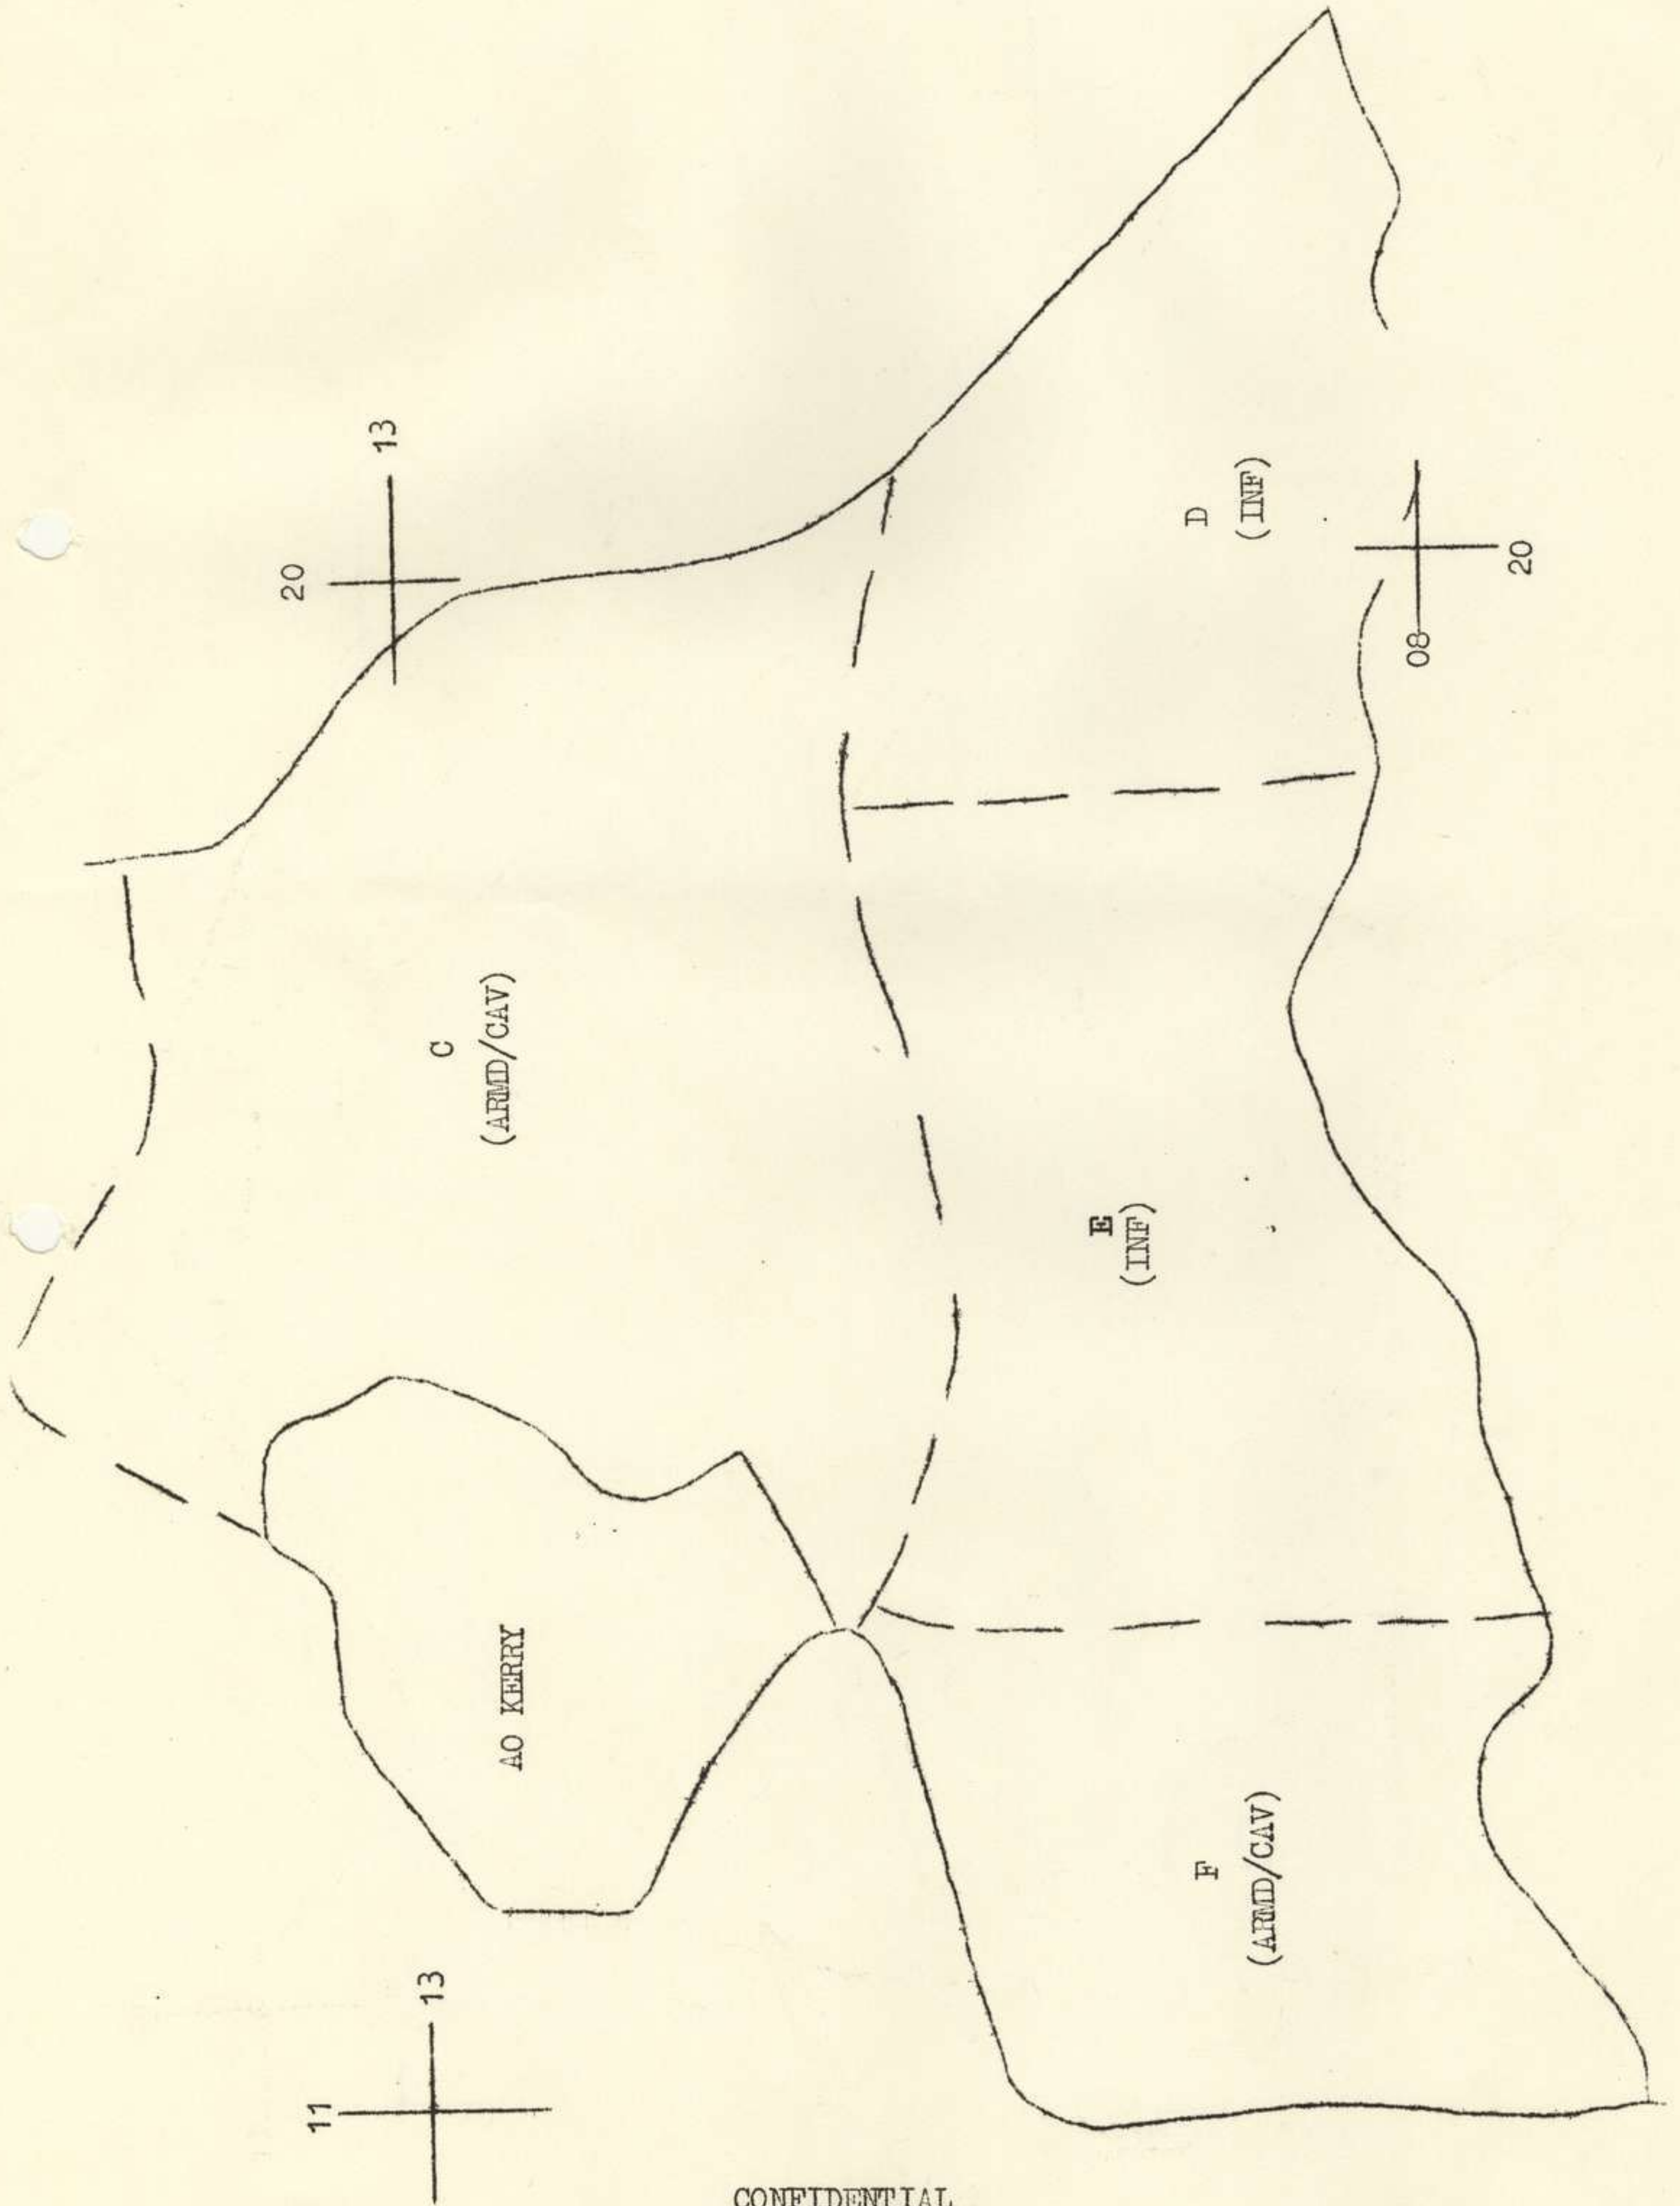 11
20
13
13
C
(ARMD/CAV)
AO KERRY
E
(INF)
F
(ARMD/CAV)
D
(INF)
08
20
CONFIDENTIAL